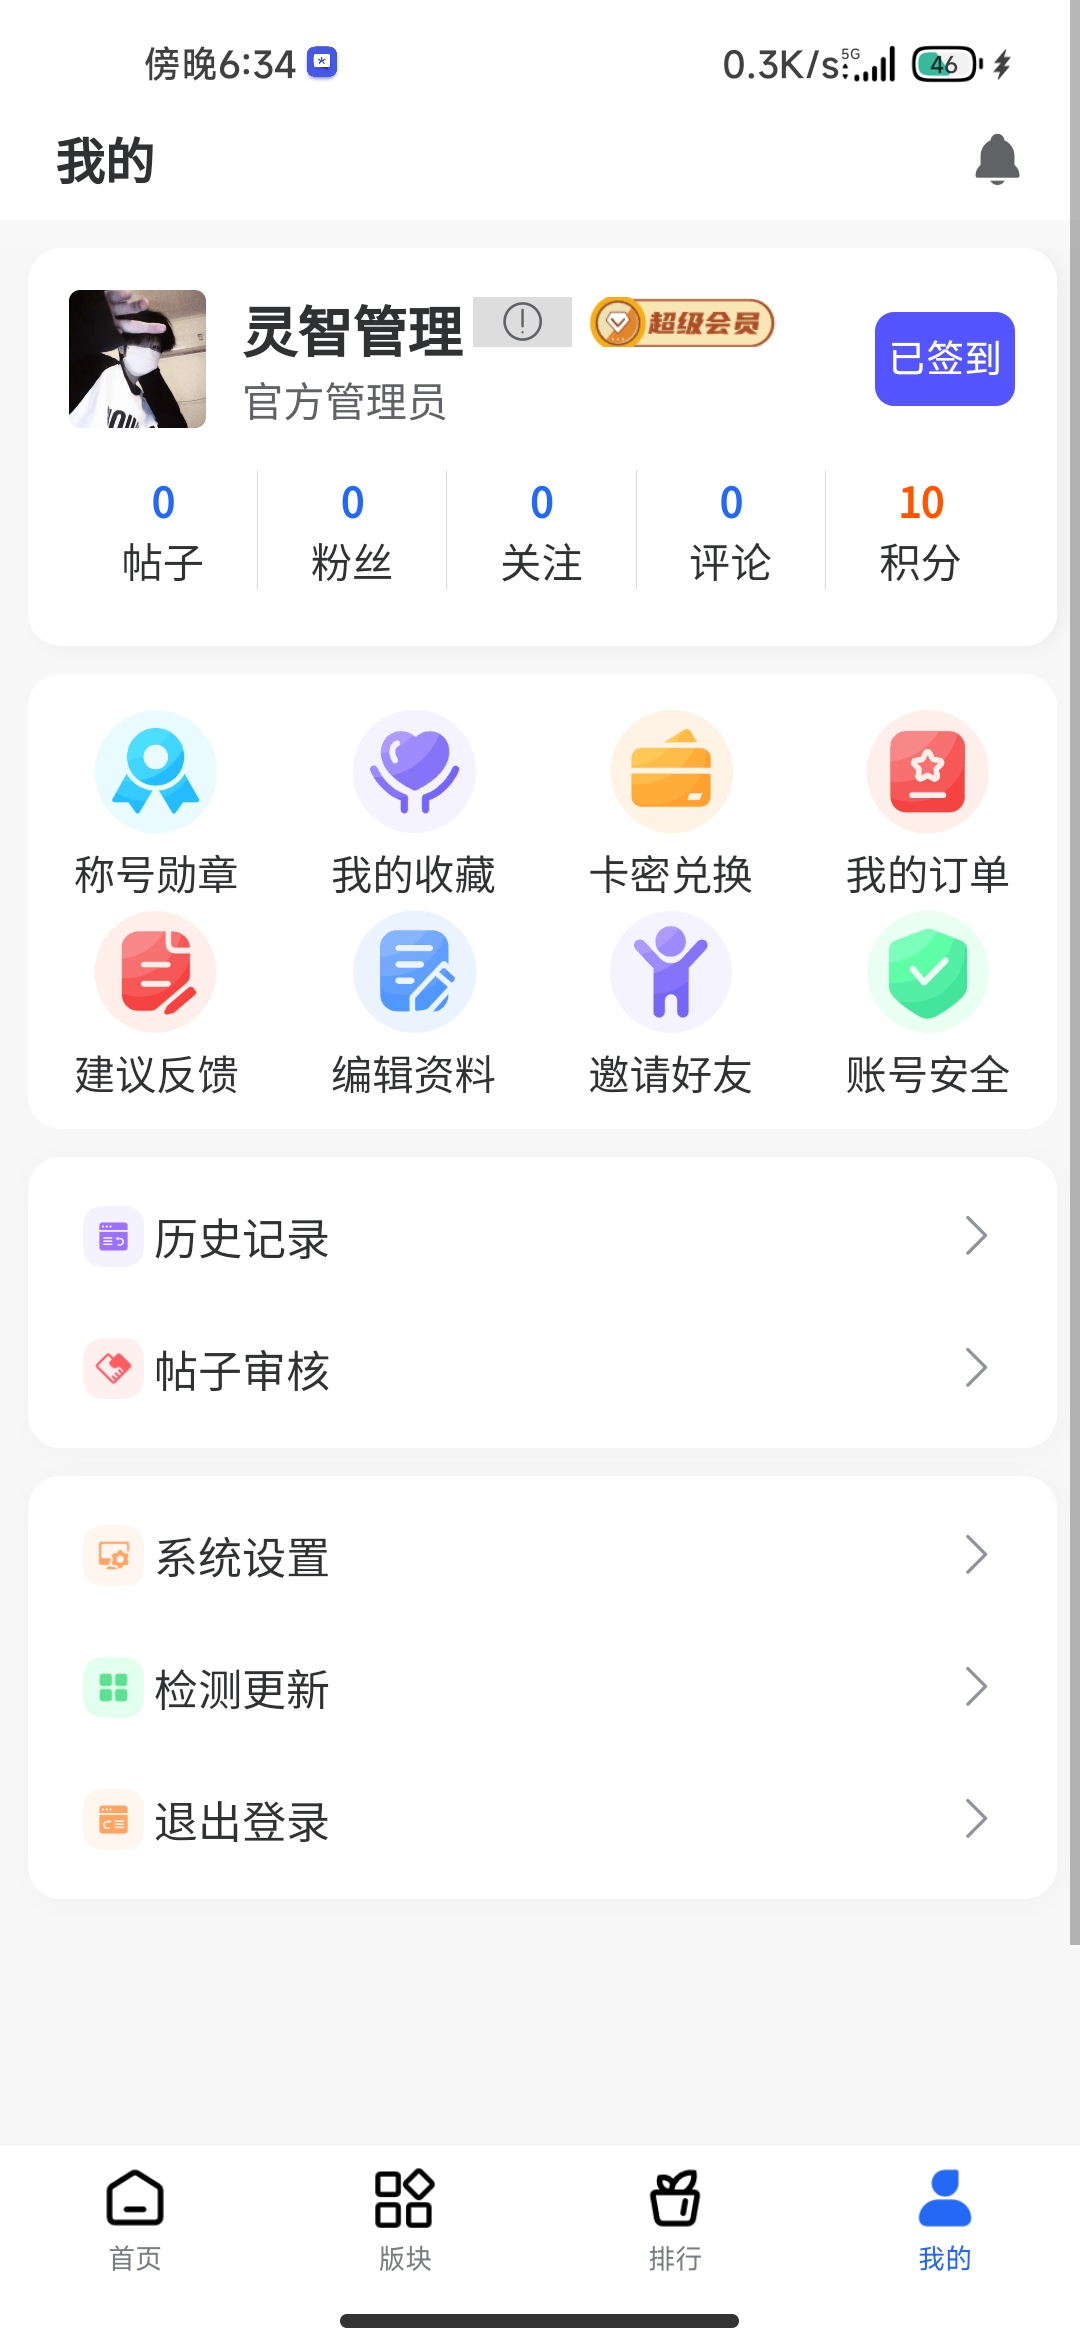 傍晚6:34
0.3K/s
5G
46
我的
灵智管理
超级会员
官方管理员
已签到
0
0
0
0
10
帖子
粉丝
关注
评论
积分
称号勋章
我的收藏
卡密兑换
我的订单
建议反馈
编辑资料
邀请好友
账号安全
历史记录
帖子审核
系统设置
检测更新
退出登录
首页
版块
排行
我的